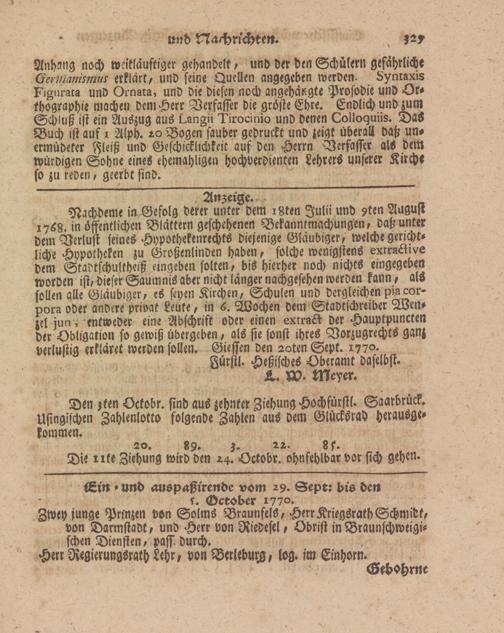 und Nachrichten. 329
Anhang noch weitläuftiger gehandelt, und der den Schülern gefährliche
Germanismus erklärt, und seine Quellen angegeben werden. Syntaxis
Figurata und Ornata, und die diesen noch angehängte Prosodie und Or-
thographie machen dem Herr Verfasser die gröste Ehre. Endlich und zum
Schluß ist ein Auszug aus Langii Tirocinio und denen Colloquiis. Das
Buch ist auf 1 Alph. 20 Bogen sauber gedruckt und zeigt überall daß un-
ermüdeter Fleiß und Geschicklichkeit auf den Herrn Verfasser als dem
würdigen Sohne eines ehemahligen hochverdienten Lehrers unserer Kirche
so zu reden, geerbt sind.
Anzeige.
Nachdeme in Gefolg derer unter dem 18ten Julii und 9ten August
1768. in öffentlichen Blättern geschehenen Bekanntmachungen, daß unter
dem Verlust seines Hypothekenrechts diejenige Gläubiger, welche gericht-
liche Hypotheken zu Großenlinden haben, solche wenigstens extractive
dem Stadtschultheiß eingeben solten, bis hierher noch nichts eingegeben
worden ist, dieser Saumnis aber nicht länger nachgesehen werden kann, als
sollen alle Gläubiger, es seyen Kirchen, Schulen und dergleichen pia cor-
pora oder andere privat Leute, in 6. Wochen dem Stadtschreiber Wen-
zel jun. entweder eine Abschrift oder einen extract der Hauptpuncten
der Obligation so gewiß übergeben, als sie sonst ihres Vorzugrechts ganz
verlustig erkläret werden sollen. Giessen den 20ten Sept. 1770.
Fürstl. Heßisches Oberamt daselbst.
L. W. Meyer.
Den 3ten Octobr. sind aus zehnter Ziehung Hochfürstl. Saarbrück.
Usingischen Zahlenlotto folgende Zahlen aus dem Glücksrad herausge-
kommen.
20. 89. 3. 22. 85.
Die 11te Ziehung wird den 24. Octobr. ohnfehlbar vor sich gehen.
Ein- und auspaßirende vom 29. Sept: bis den
5. October 1770.
Zwey junge Prinzen von Solms Braunfels, Herr Kriegsrath Schmidt,
von Darmstadt, und Herr von Riedesel, Obrist in Braunschweigi-
schen Diensten, pass. durch.
Herr Regierungsrath Lehr, von Berleburg, log. im Einhorn.
Gebohrne